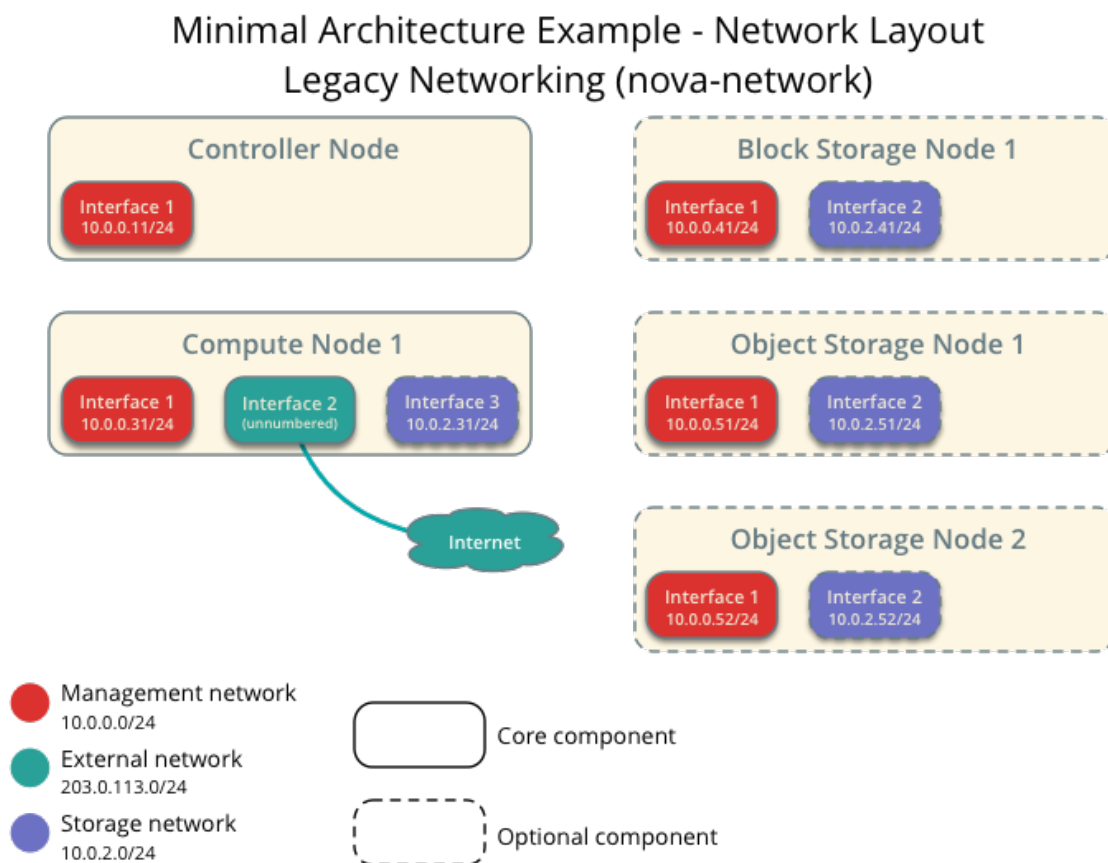 Minimal Architecture Example - Network Layout
Legacy Networking (nova-network)
Controller Node
Interface 1
10.0.0.11/24
Block Storage Node 1
Interface 1
10.0.0.41/24
Interface 2
10.0.2.41/24
Compute Node 1
Interface 1
10.0.0.31/24
Interface 2
(unnumbered)
Interface 3
10.0.2.31/24
Object Storage Node 1
Interface 1
10.0.0.51/24
Interface 2
10.0.2.51/24
Internet
Object Storage Node 2
Interface 1
10.0.0.52/24
Interface 2
10.0.2.52/24
Management network
10.0.0.0/24
External network
203.0.113.0/24
Storage network
10.0.2.0/24
Core component
Optional component